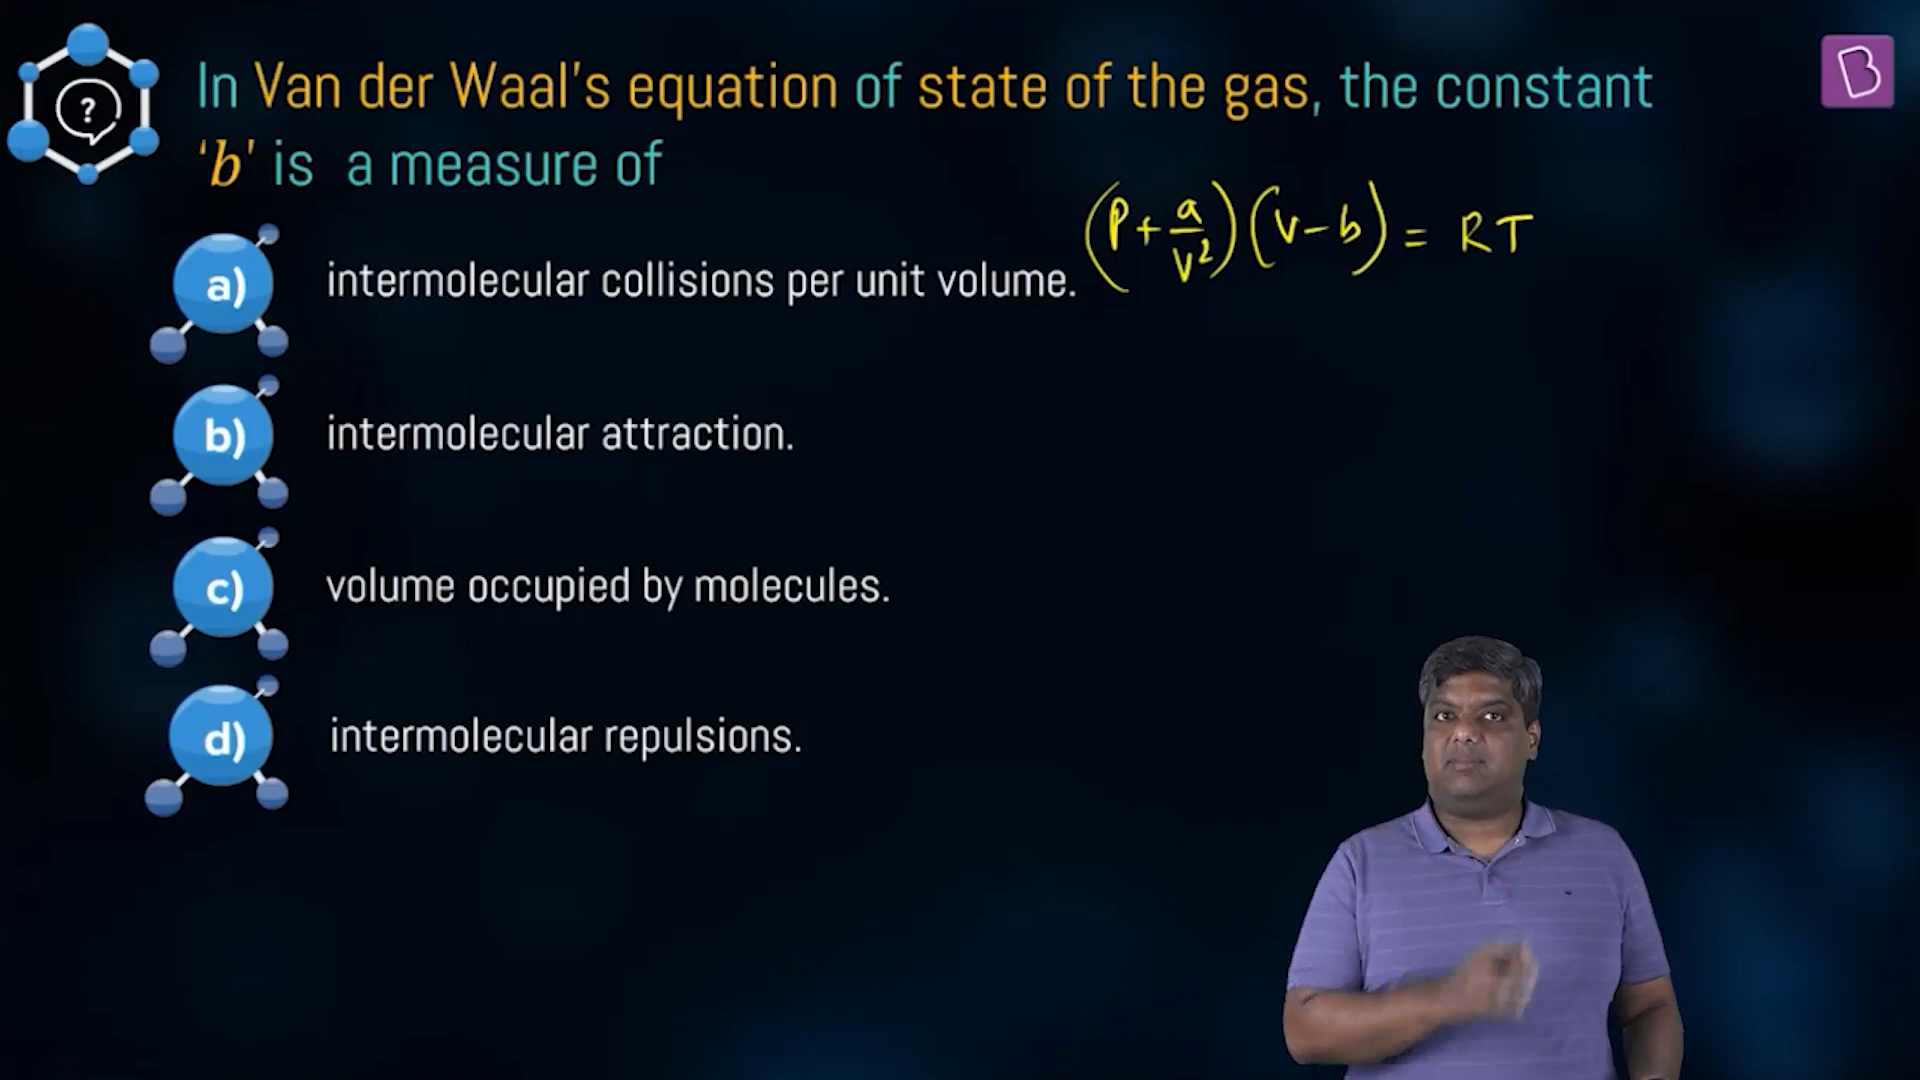 In Van der Waal's equation of state of the gas, the constant
'b' is a measure of
(P + a/V²)(V - b) = RT
a) intermolecular collisions per unit volume.
b) intermolecular attraction.
c) volume occupied by molecules.
d) intermolecular repulsions.
?
B